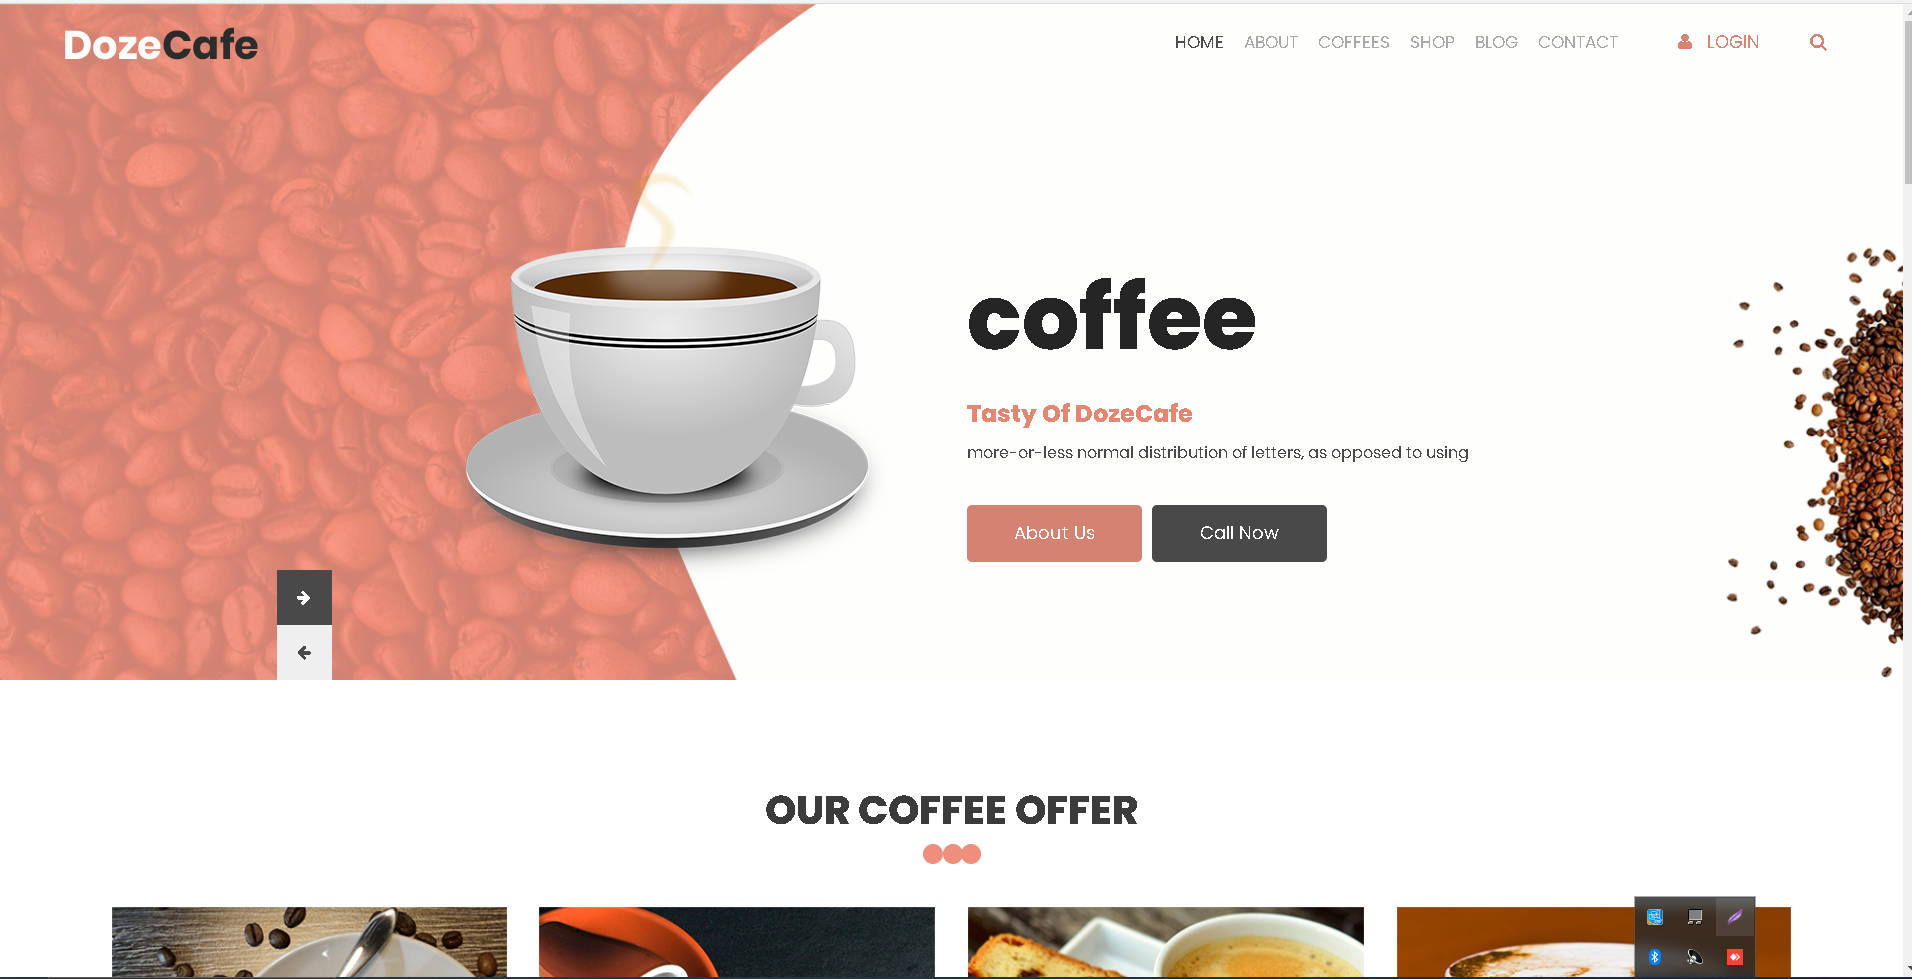 DozeCafe
HOME ABOUT COFFEES SHOP BLOG CONTACT LOGIN
coffee
Tasty Of DozeCafe
more-or-less normal distribution of letters, as opposed to using
About Us Call Now
OUR COFFEE OFFER